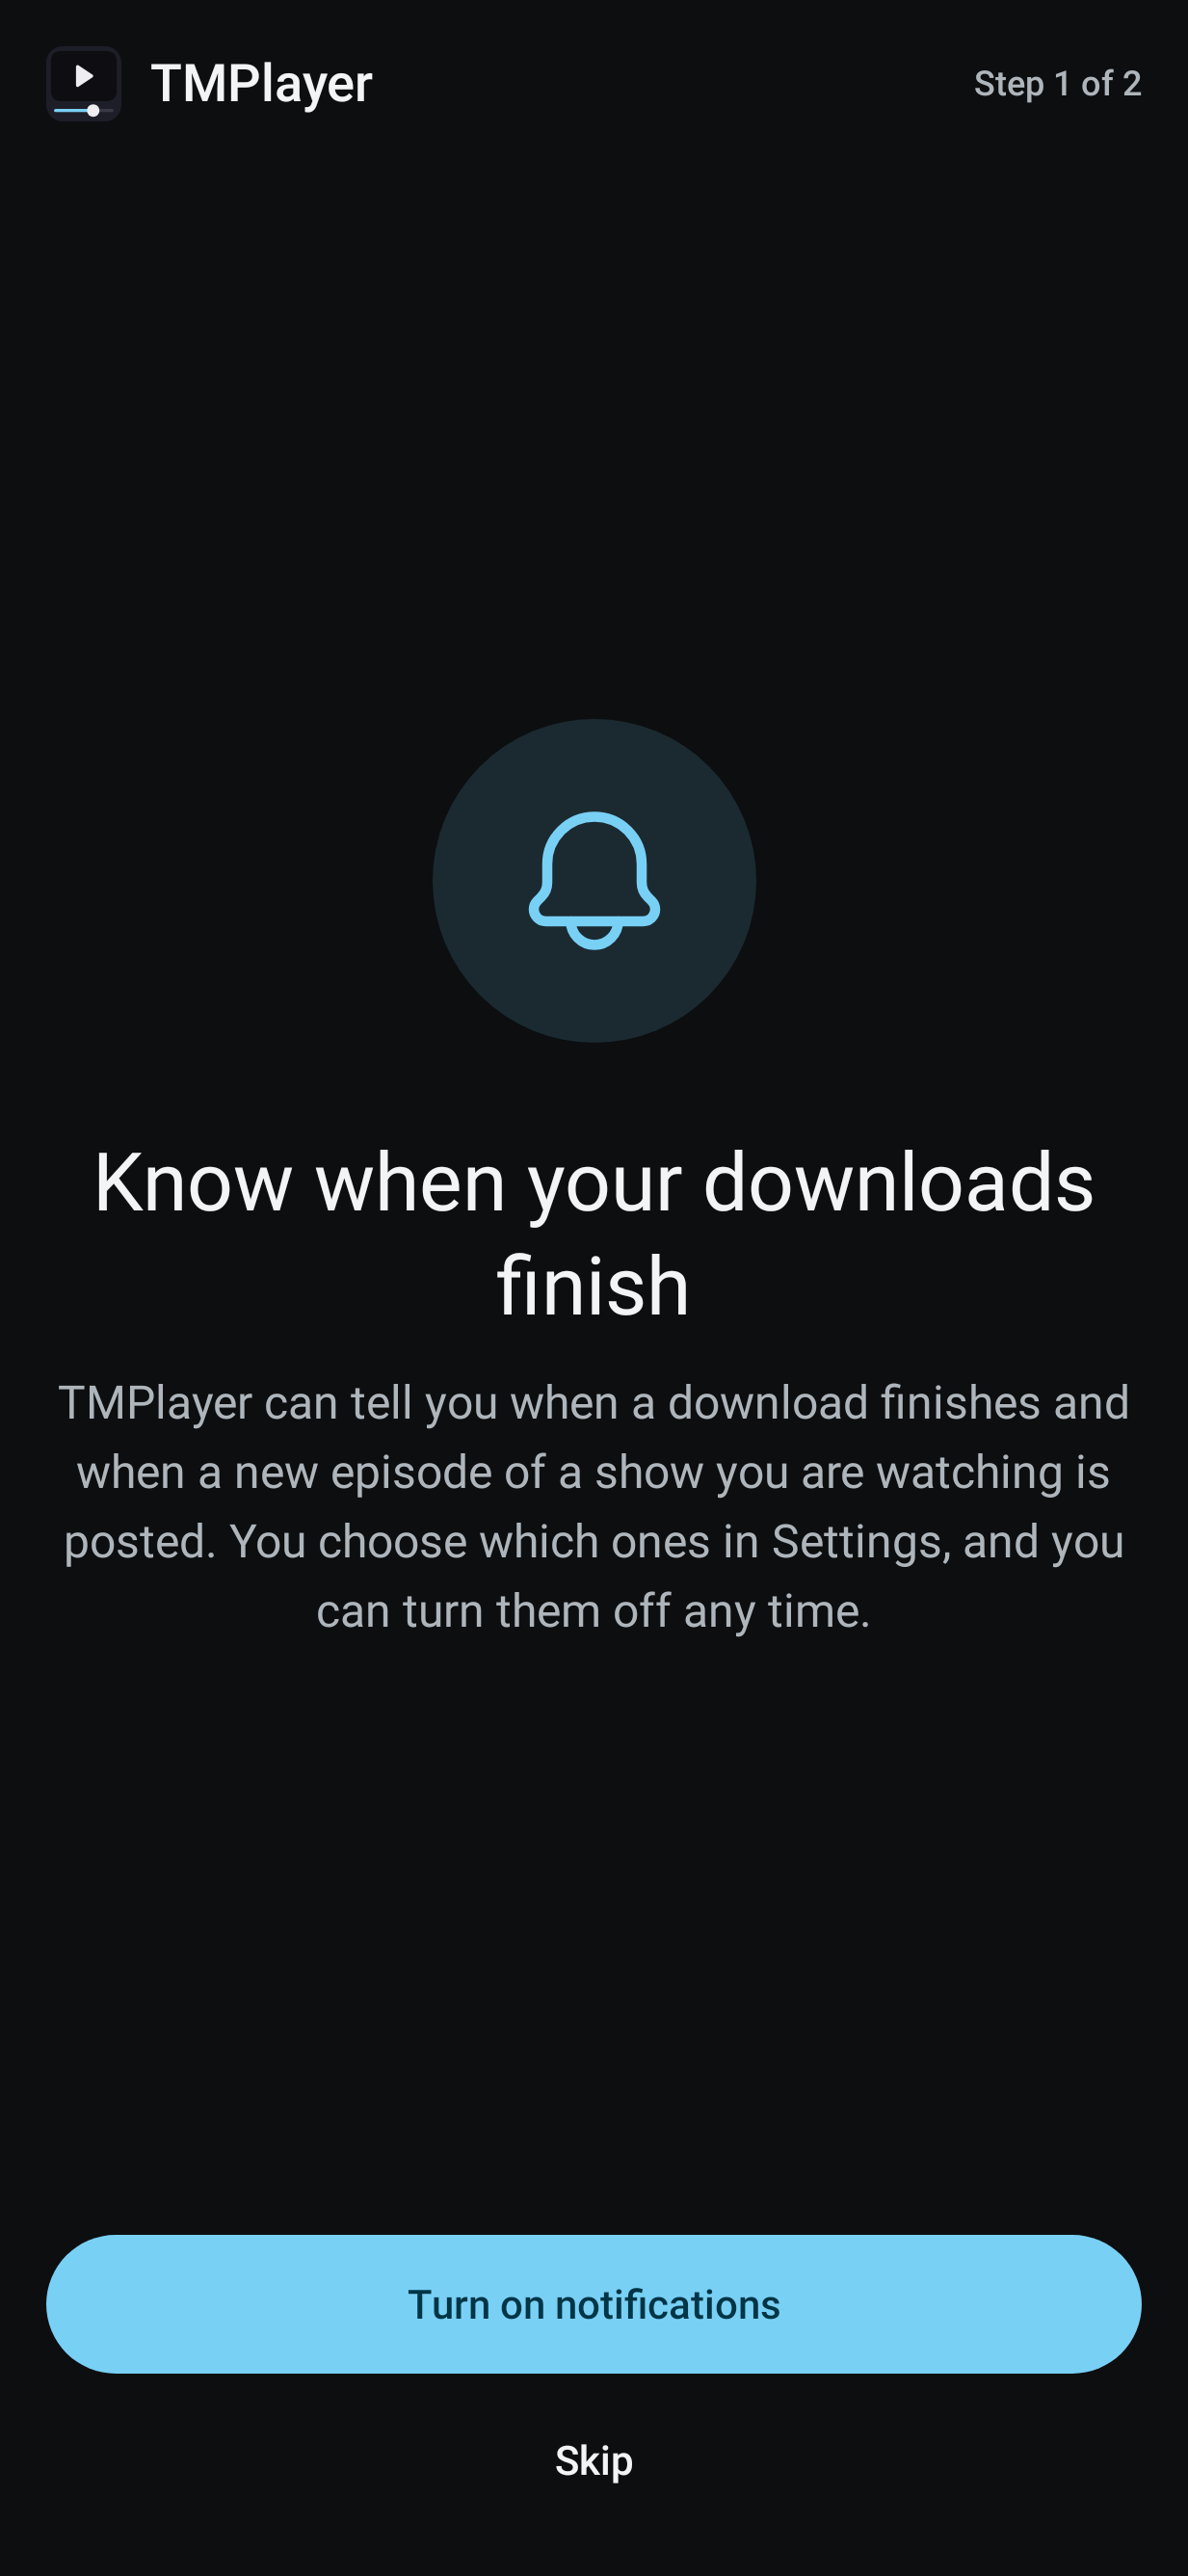 TMPlayer
Step 1 of 2
Know when your downloads
finish
TMPlayer can tell you when a download finishes and
when a new episode of a show you are watching is
posted. You choose which ones in Settings, and you
can turn them off any time.
Turn on notifications
Skip